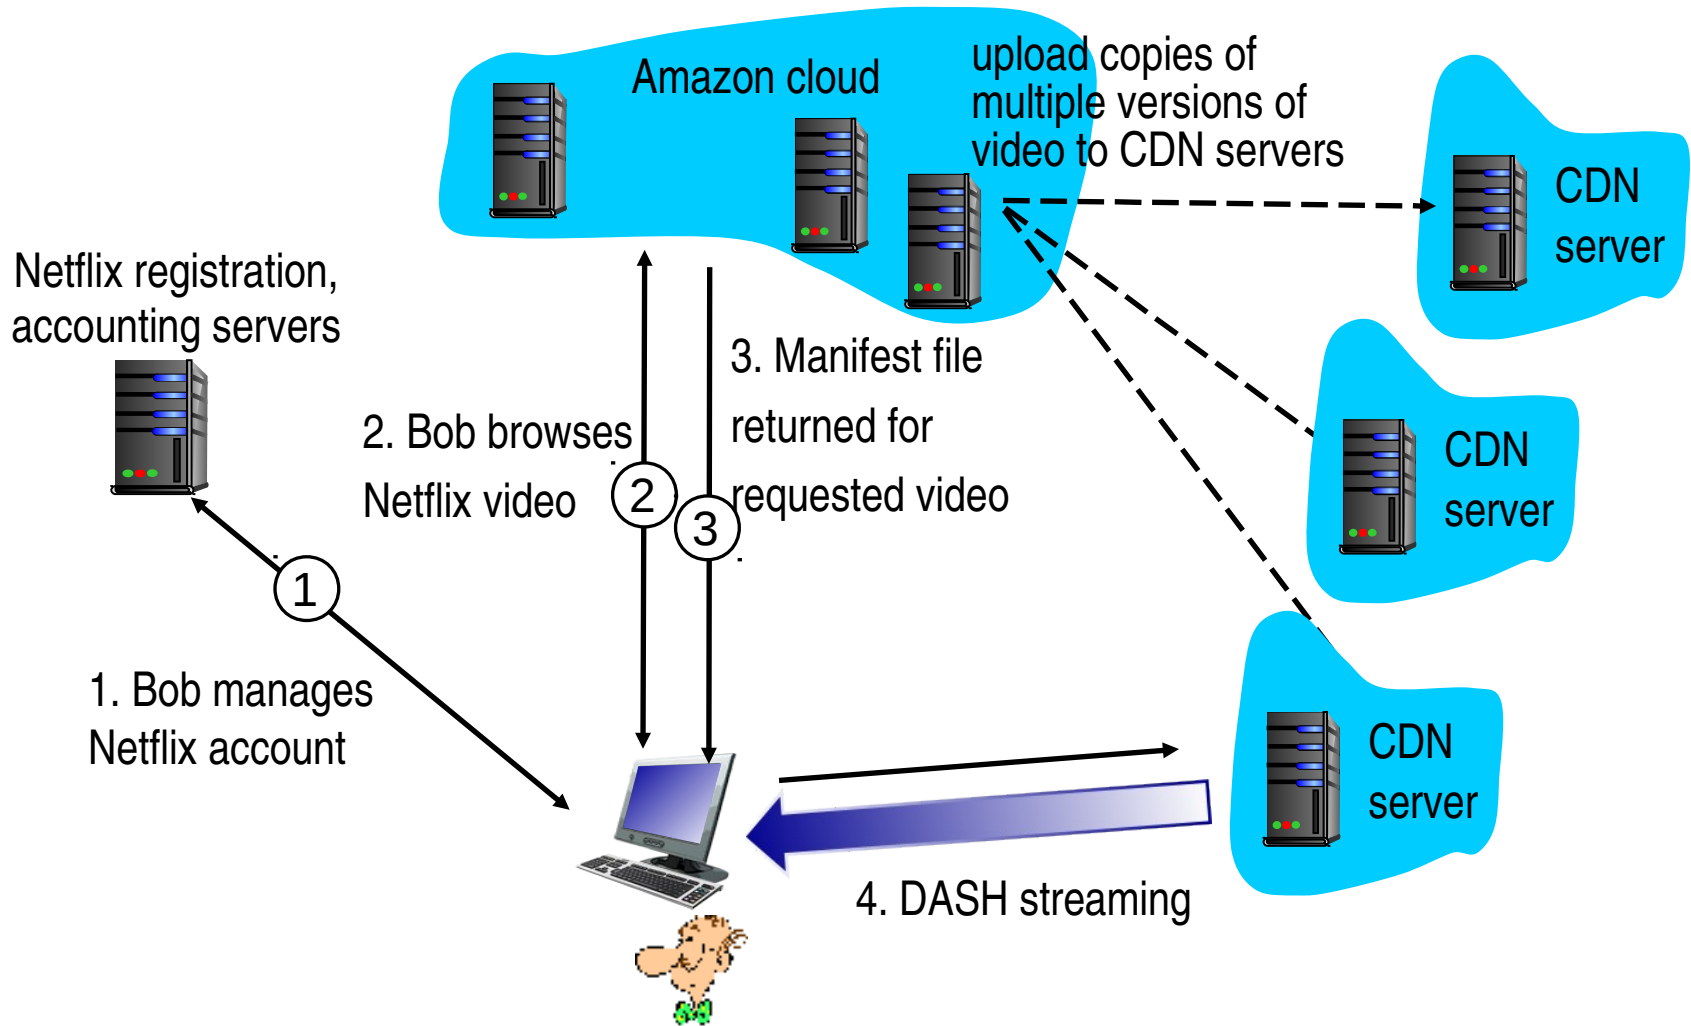 Amazon cloud
upload copies of
multiple versions of
video to CDN servers
CDN
server
Netflix registration,
accounting servers
3. Manifest file
returned for
requested video
2. Bob browses
Netflix video
CDN
server
2
3
1
1. Bob manages
Netflix account
CDN
server
4. DASH streaming